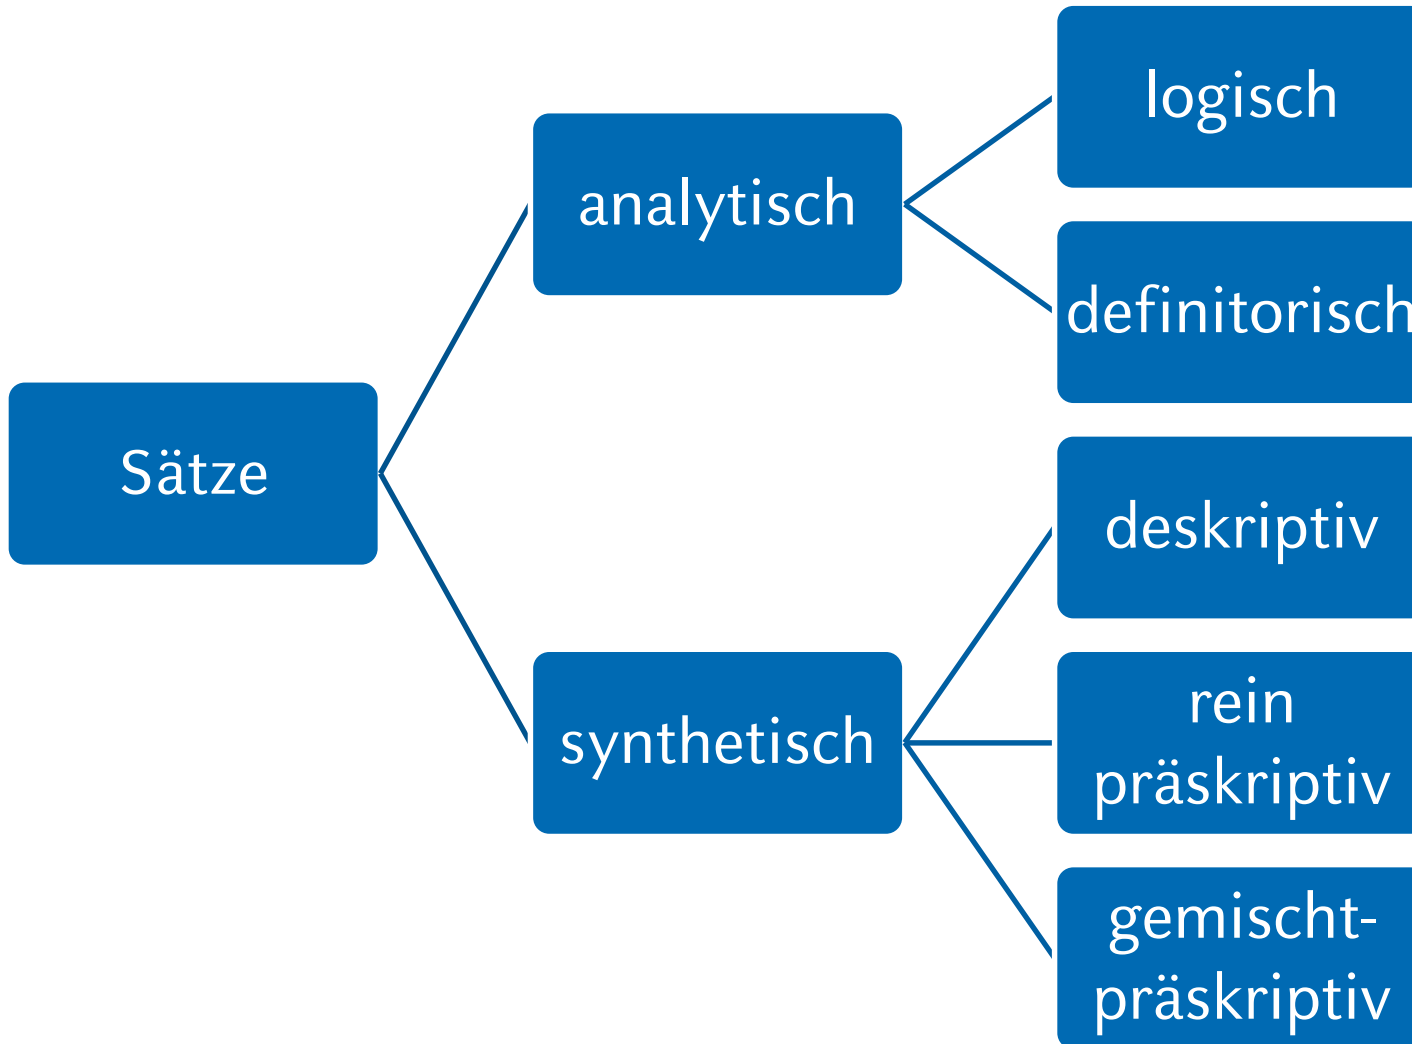 Sätze
analytisch
logisch
definitorisch
synthetisch
deskriptiv
rein
präskriptiv
gemischt-
präskriptiv